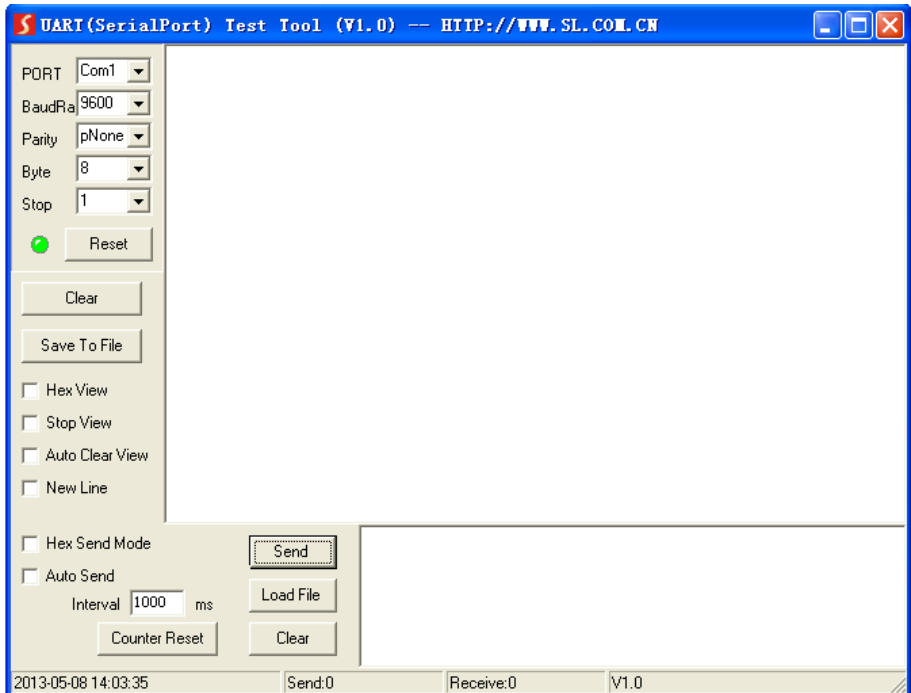 UART(SerialPort) Test Tool (V1.0) -- HTTP://WWW.SL.COM.CN
PORT Com1
BaudRa 9600
Parity pNone
Byte 8
Stop 1
Reset
Clear
Save To File
Hex View
Stop View
Auto Clear View
New Line
Hex Send Mode
Send
Auto Send
Load File
Interval 1000 ms
Counter Reset
Clear
2013-05-08 14:03:35 Send:0 Receive:0 V1.0